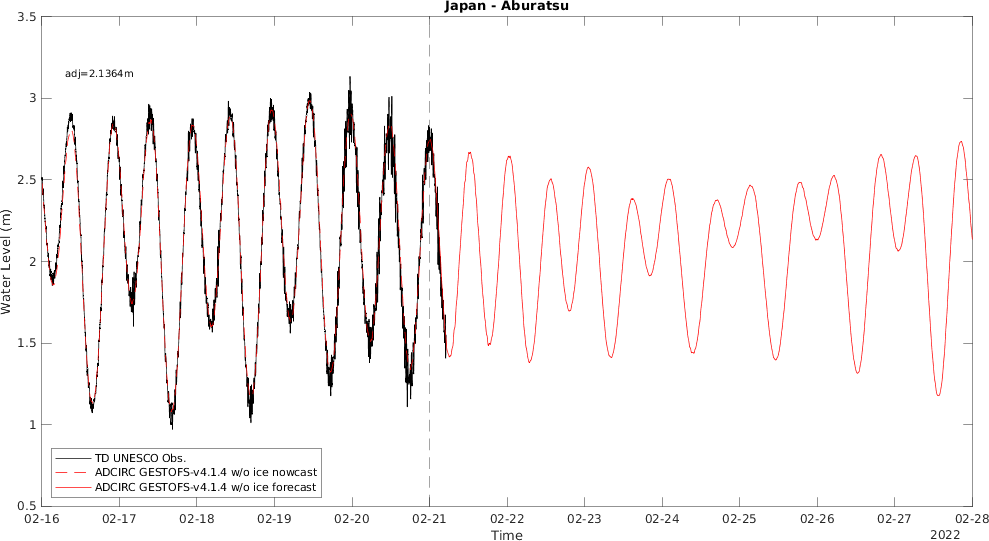 Japan - Aburatsu
3.5
adj=2.1364m
3
2.5
2
1.5
1
0.5
Water Level (m)
TD UNESCO Obs.
ADCIRC GESTOFS-v4.1.4 w/o ice nowcast
ADCIRC GESTOFS-v4.1.4 w/o ice forecast
02-16 02-17 02-18 02-19 02-20 02-21 02-22 02-23 02-24 02-25 02-26 02-27 02-28
Time
2022